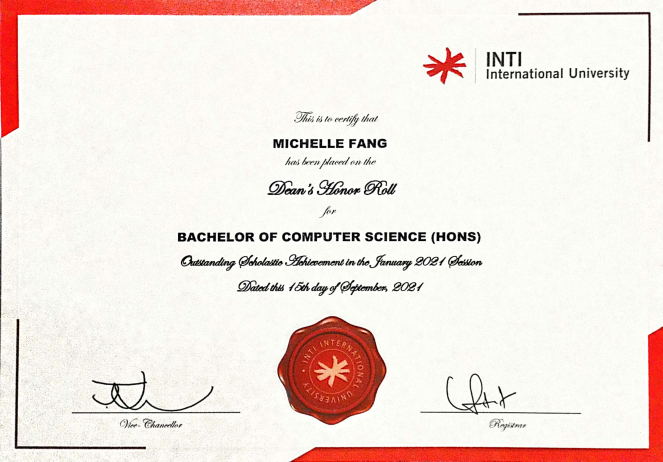 INTI
International University
This is to certify that
MICHELLE FANG
has been placed on the
Dean's Honor Roll
for
BACHELOR OF COMPUTER SCIENCE (HONS)
Outstanding Scholastic Achievement in the January 2021 Session
Dated this 15th day of September, 2021
INTI INTERNATIONAL UNIVERSITY
Vice-Chancellor
Registrar